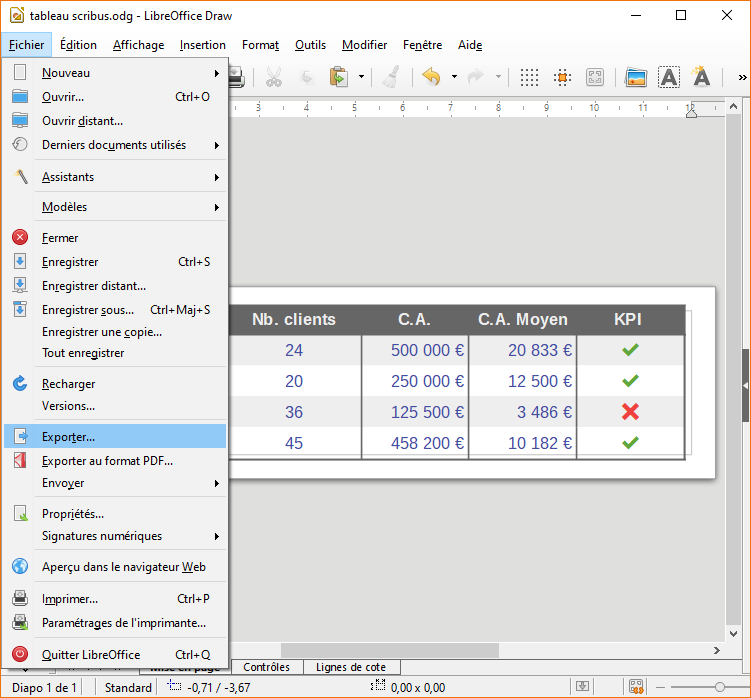 tableau scribus.odg - LibreOffice Draw
Fichier Édition Affichage Insertion Format Outils Modifier Fenêtre Aide
Nouveau
Ouvrir... Ctrl+O
Ouvrir distant...
Derniers documents utilisés
Assistants
Modèles
Fermer
Enregistrer Ctrl+S
Enregistrer distant...
Enregistrer sous... Ctrl+Maj+S
Enregistrer une copie...
Tout enregistrer
Recharger
Versions...
Exporter...
Exporter au format PDF...
Envoyer
Propriétés...
Signatures numériques
Aperçu dans le navigateur Web
Imprimer... Ctrl+P
Paramétrages de l'imprimante...
Quitter LibreOffice Ctrl+Q
3 4 5 6 7 8 9 10 11 12
Nb. clients C.A. C.A. Moyen KPI
24 500 000 € 20 833 €
20 250 000 € 12 500 €
36 125 500 € 3 486 €
45 458 200 € 10 182 €
Mise en page Contrôles Lignes de cote
Diapo 1 de 1 Standard -0,71 / -3,67 0,00 x 0,00